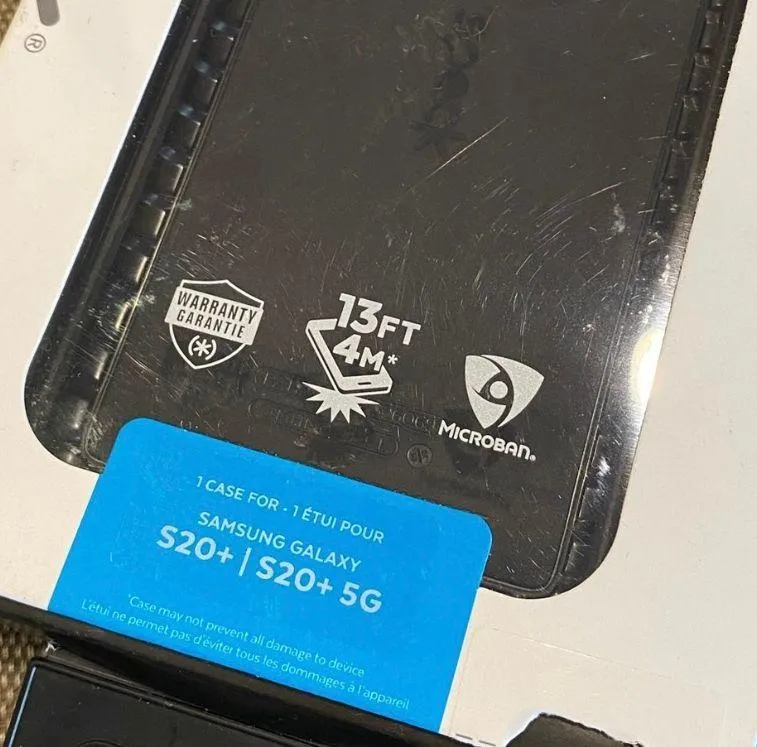 ®
WARRANTY
GARANTIE
(*)
13FT
4M*
MICROBAN®
1 CASE FOR - 1 ÉTUI POUR
SAMSUNG GALAXY
S20+ | S20+ 5G
*Case may not prevent all damage to device
L'étui ne permet pas d'éviter tous les dommages à l'appareil